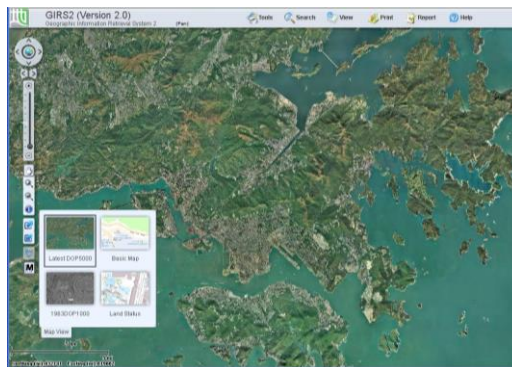 GIRS2 (Version 2.0)
Geographic Information Retrieval System 2
(Pan)
Tools
Search
View
Print
Report
Help
Latest DOP5000
Basic Map
1963DOP1000
Land Status
M
Map View